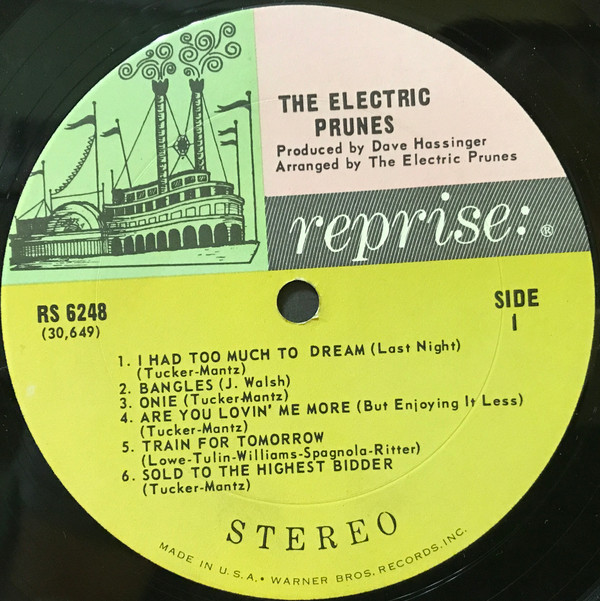 THE ELECTRIC
PRUNES
Produced by Dave Hassinger
Arranged by The Electric Prunes
reprise:®
RS 6248
(30,649)
SIDE
1
1. I HAD TOO MUCH TO DREAM (Last Night)
(Tucker-Mantz)
2. BANGLES (J. Walsh)
3. ONIE (Tucker-Mantz)
4. ARE YOU LOVIN' ME MORE (But Enjoying It Less)
(Tucker-Mantz)
5. TRAIN FOR TOMORROW
(Lowe-Tulin-Williams-Spagnola-Ritter)
6. SOLD TO THE HIGHEST BIDDER
(Tucker-Mantz)
STEREO
MADE IN U.S.A. • WARNER BROS. RECORDS, INC.